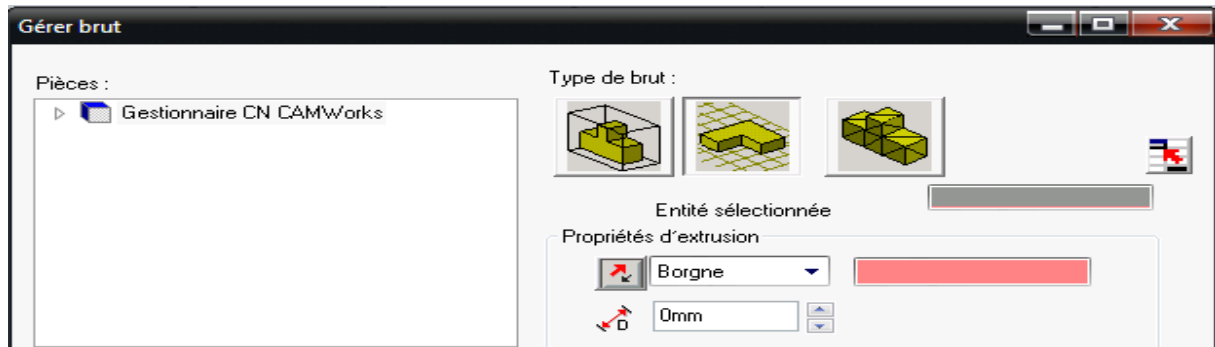 Gérer brut
Pièces :
Gestionnaire CN CAMWorks
Type de brut :
Entité sélectionnée
Propriétés d'extrusion
Borgne
D
0mm